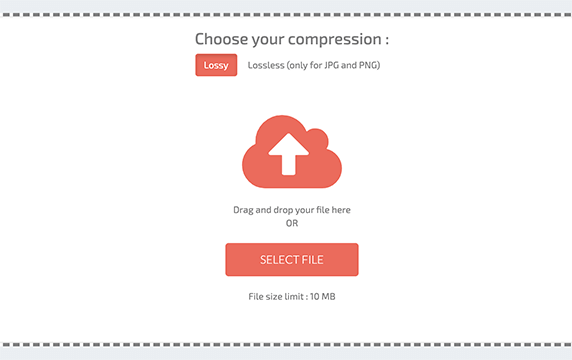 Choose your compression :
Lossy Lossless (only for JPG and PNG)
Drag and drop your file here
OR
SELECT FILE
File size limit : 10 MB